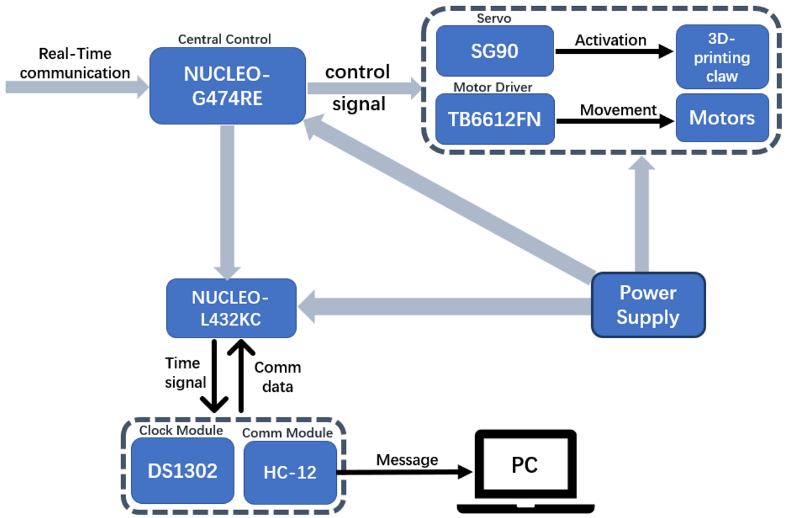 Real-Time
communication
Central Control
NUCLEO-
G474RE
control
signal
Servo
SG90
Activation
3D-
printing
claw
Motor Driver
TB6612FN
Movement
Motors
NUCLEO-
L432KC
Power
Supply
Time
signal
Comm
data
Clock Module
DS1302
Comm Module
HC-12
Message
PC